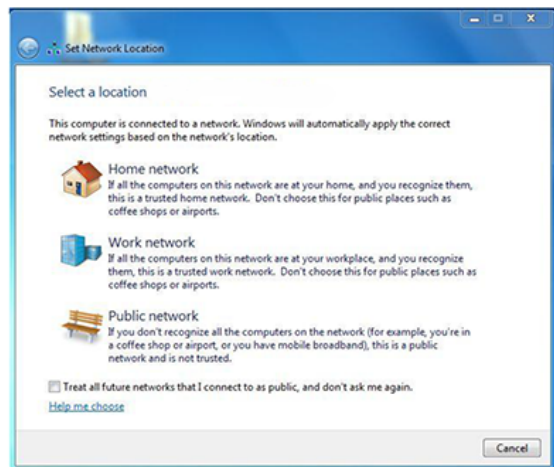 Set Network Location
Select a location
This computer is connected to a network. Windows will automatically apply the correct
network settings based on the network's location.
Home network
If all the computers on this network are at your home, and you recognize them,
this is a trusted home network. Don't choose this for public places such as
coffee shops or airports.
Work network
If all the computers on this network are at your workplace, and you recognize
them, this is a trusted work network. Don't choose this for public places such as
coffee shops or airports.
Public network
If you don't recognize all the computers on the network (for example, you're in
a coffee shop or airport, or you have mobile broadband), this is a public
network and is not trusted.
Treat all future networks that I connect to as public, and don't ask me again.
Help me choose
Cancel